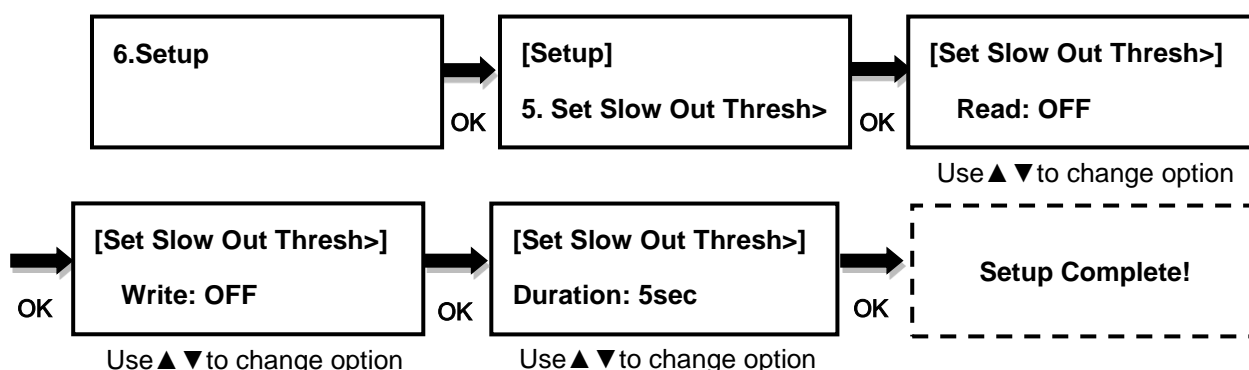 6.Setup
OK
[Setup]
5. Set Slow Out Thresh>
OK
[Set Slow Out Thresh>]
Read: OFF
Use▲▼to change option
OK
[Set Slow Out Thresh>]
Write: OFF
Use▲▼to change option
OK
[Set Slow Out Thresh>]
Duration: 5sec
Use▲▼to change option
OK
Setup Complete!